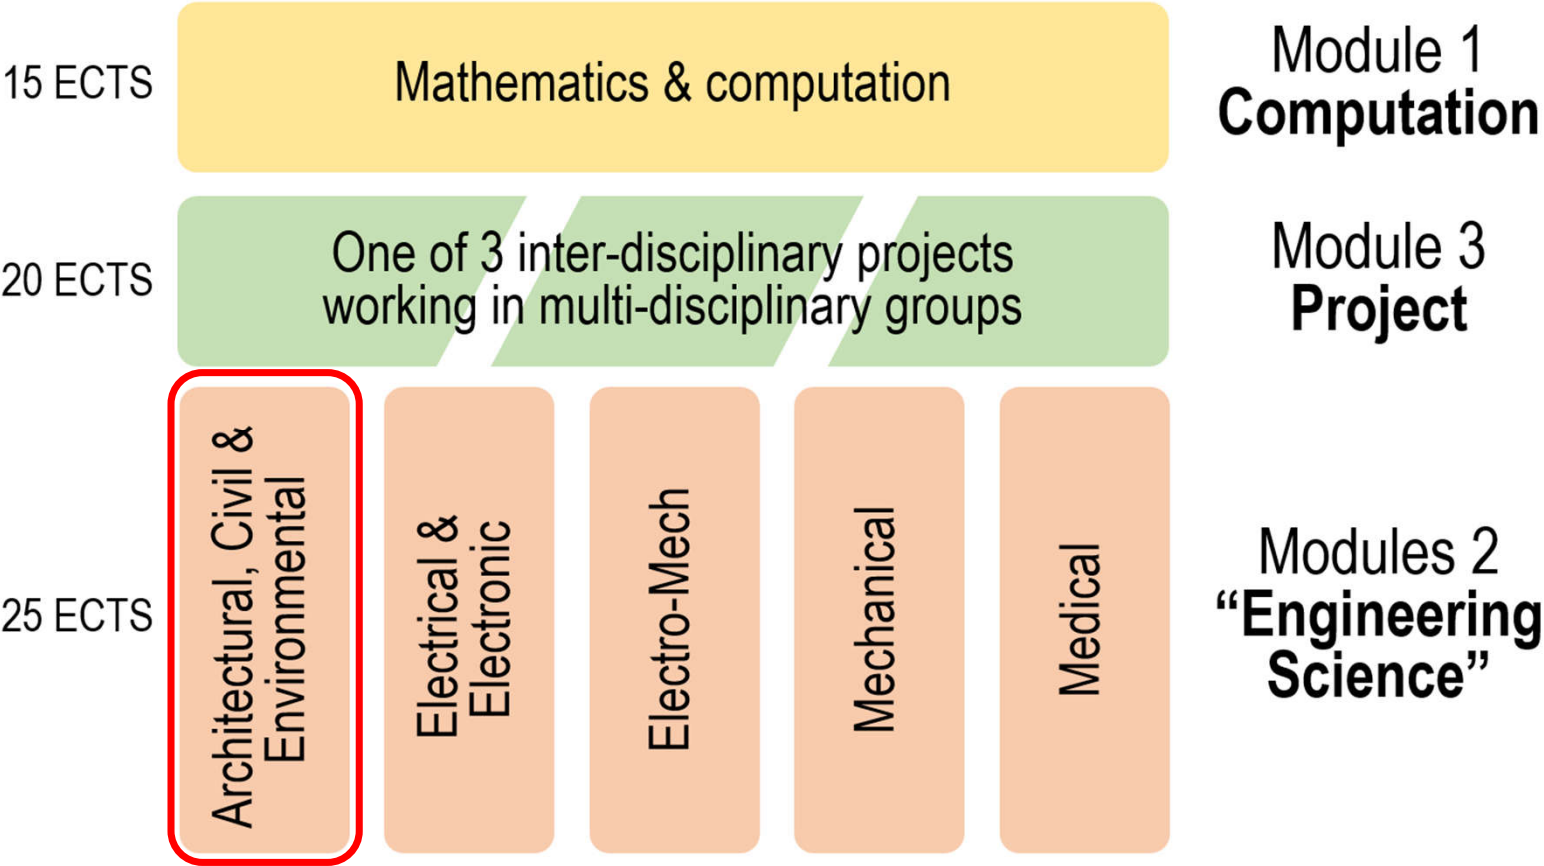 15 ECTS
Mathematics & computation
Module 1
Computation
20 ECTS
One of 3 inter-disciplinary projects
working in multi-disciplinary groups
Module 3
Project
25 ECTS
Architectural, Civil &
Environmental
Electrical &
Electronic
Electro-Mech
Mechanical
Medical
Modules 2
“Engineering
Science”